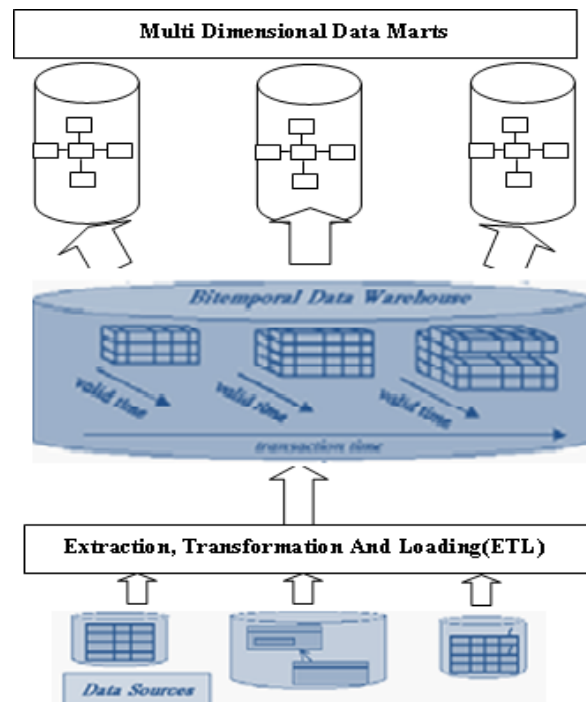 Multi Dimensional Data Marts
Bitemporal Data Warehouse
valid time
valid time
valid time
transaction time
Extraction, Transformation And Loading(ETL)
Data Sources